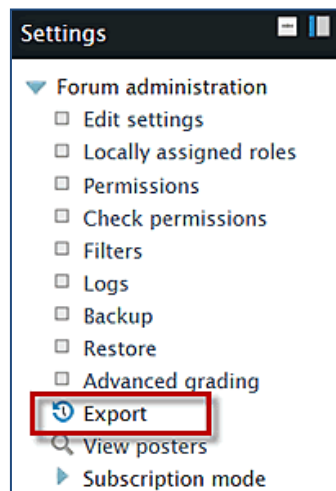 Settings
Forum administration
Edit settings
Locally assigned roles
Permissions
Check permissions
Filters
Logs
Backup
Restore
Advanced grading
Export
View posters
Subscription mode